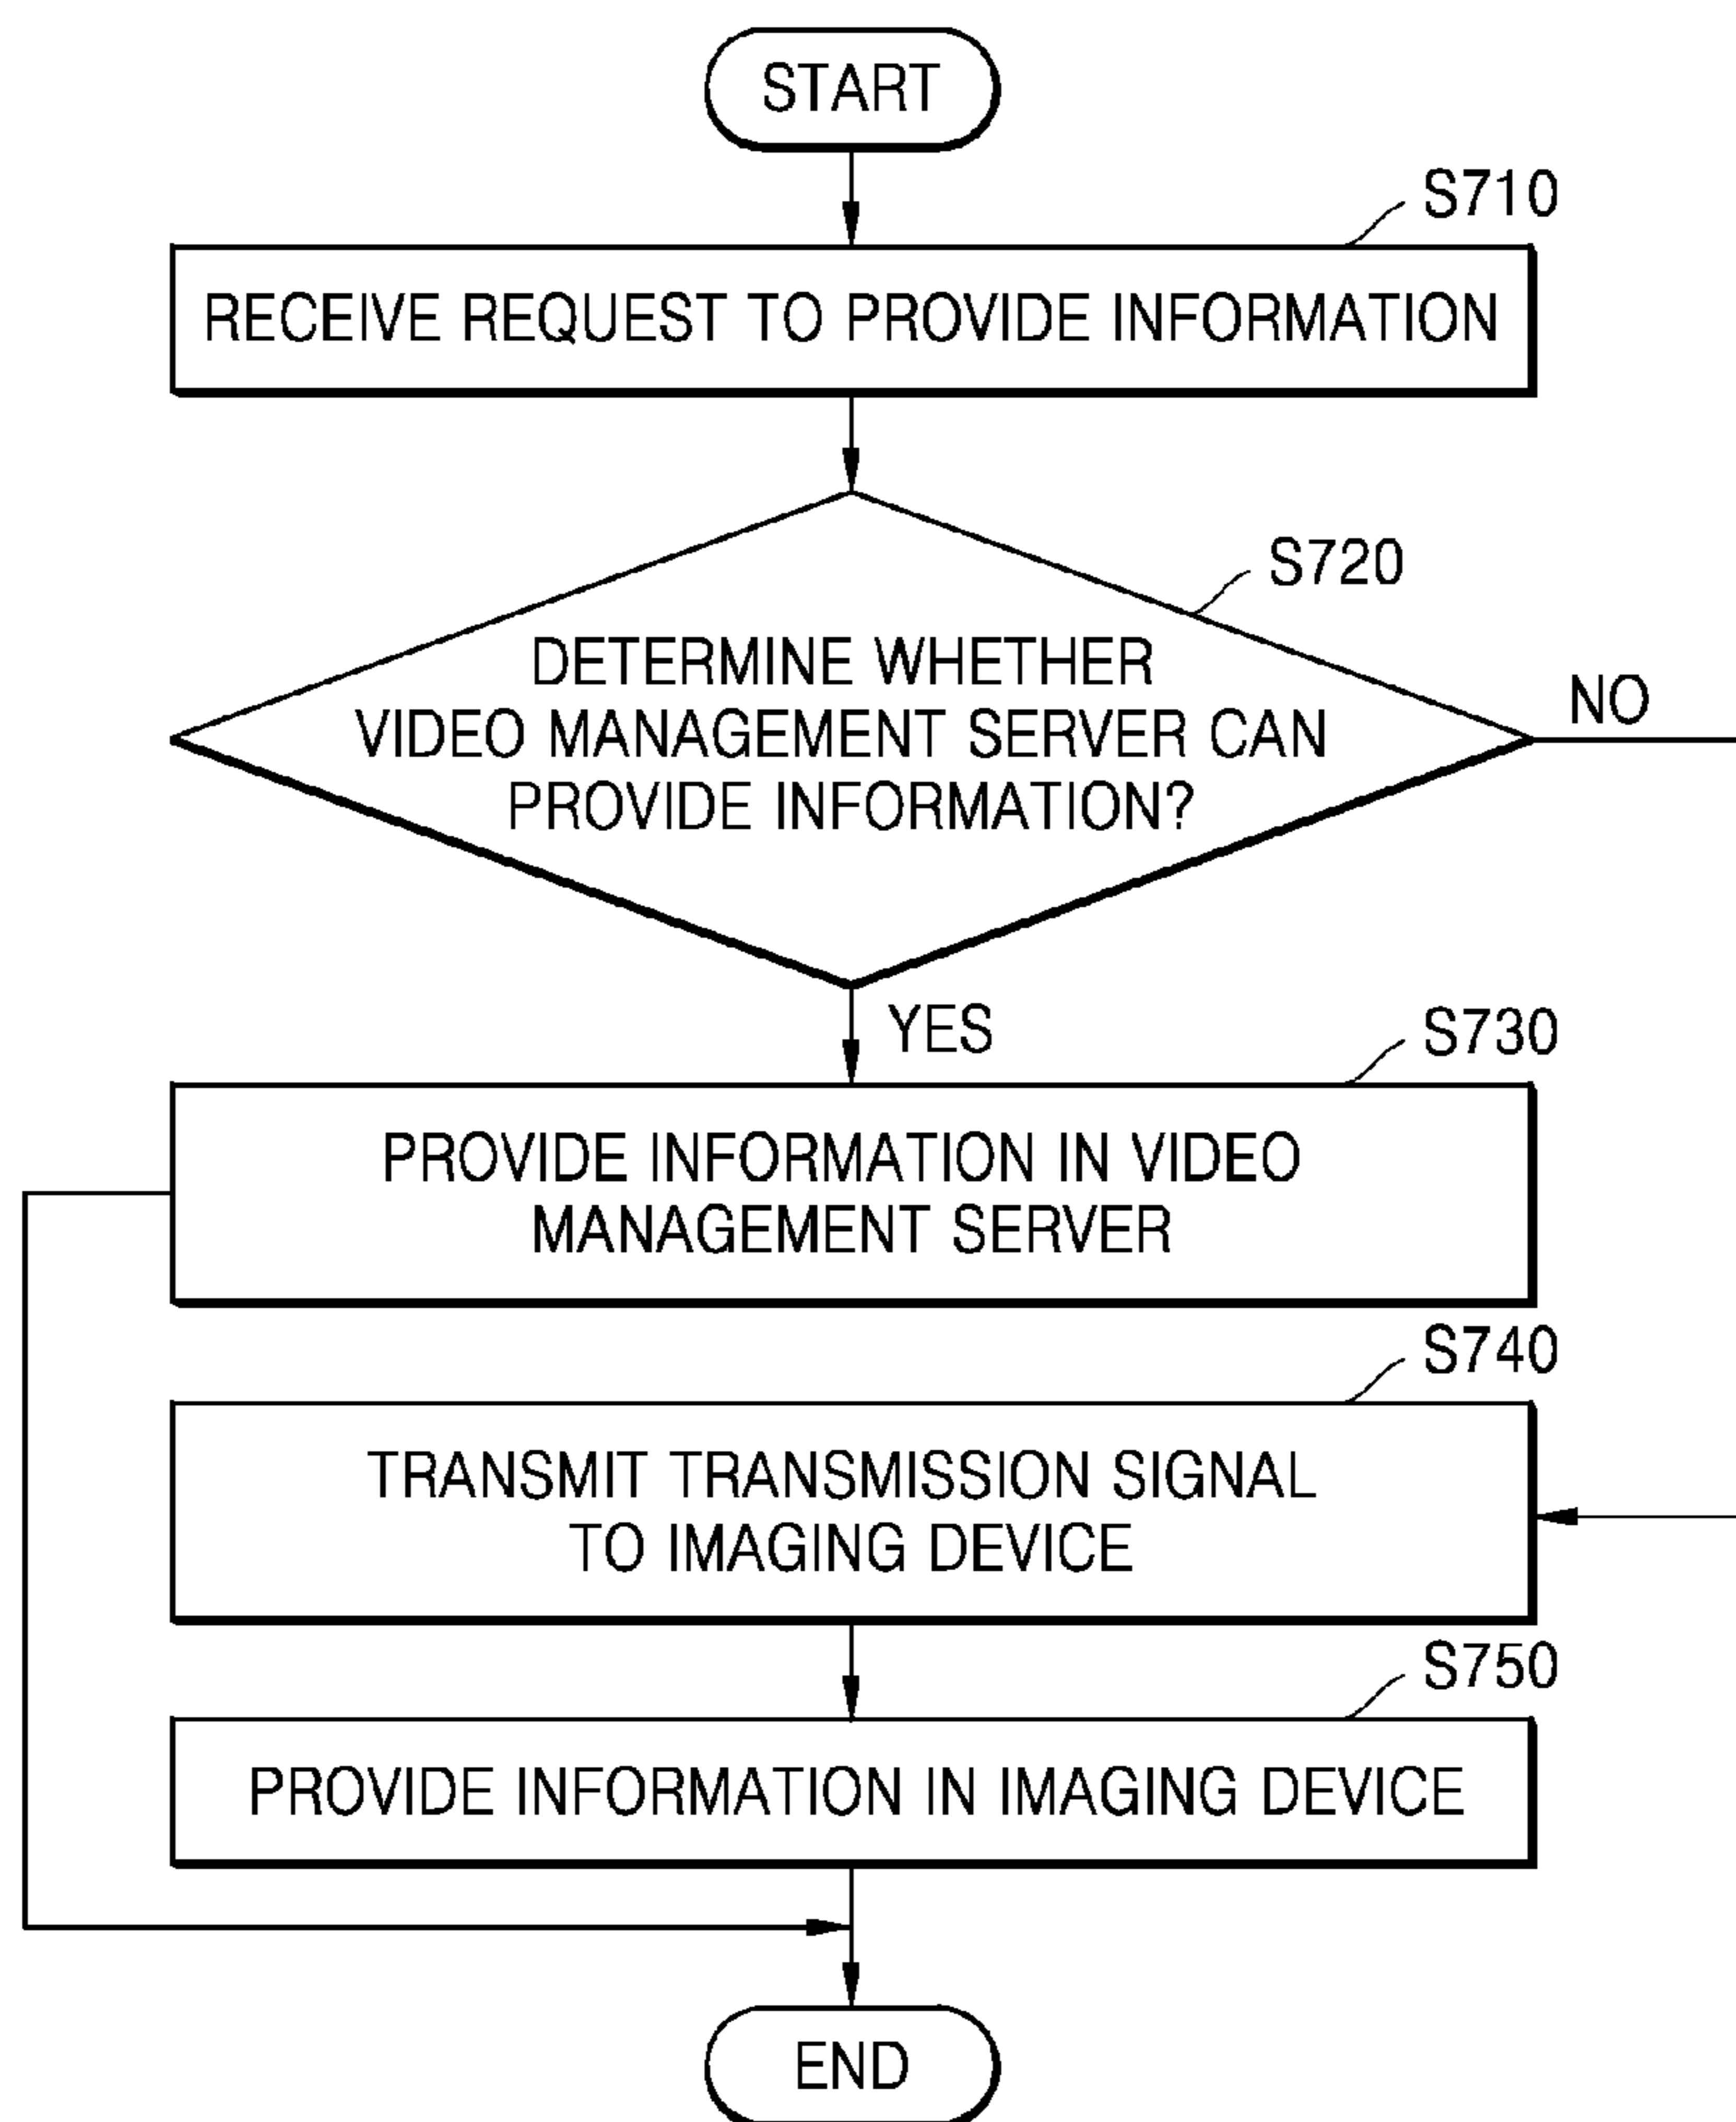 START
S710
RECEIVE REQUEST TO PROVIDE INFORMATION
S720
DETERMINE WHETHER
VIDEO MANAGEMENT SERVER CAN
PROVIDE INFORMATION?
NO
YES
S730
PROVIDE INFORMATION IN VIDEO
MANAGEMENT SERVER
S740
TRANSMIT TRANSMISSION SIGNAL
TO IMAGING DEVICE
S750
PROVIDE INFORMATION IN IMAGING DEVICE
END